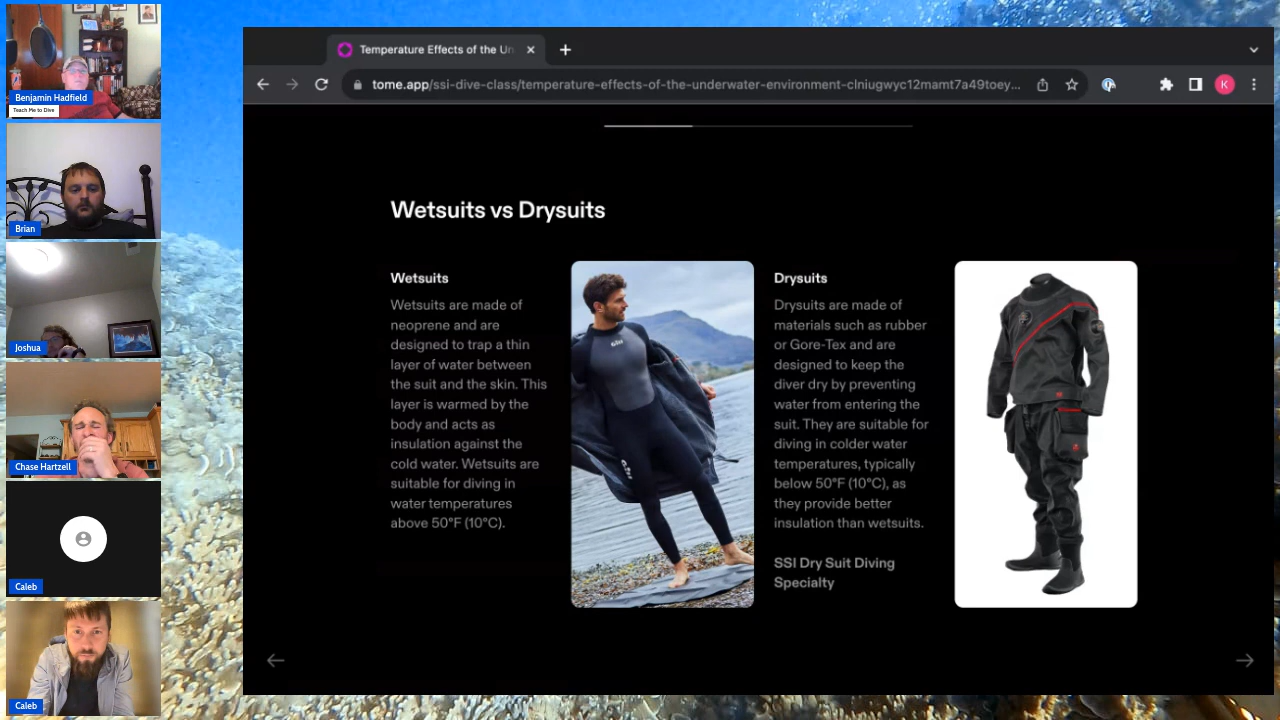 Benjamin Hadfield
Teach Me to Dive
Brian
Joshua
Chase Hartzell
Caleb
Caleb
Temperature Effects of the Un
tome.app/ssi-dive-class/temperature-effects-of-the-underwater-environment-clniugwyc12mamt7a49toey...
K
Wetsuits vs Drysuits
Wetsuits
Wetsuits are made of
neoprene and are
designed to trap a thin
layer of water between
the suit and the skin. This
layer is warmed by the
body and acts as
insulation against the
cold water. Wetsuits are
suitable for diving in
water temperatures
above 50°F (10°C).
Gill
Drysuits
Drysuits are made of
materials such as rubber
or Gore-Tex and are
designed to keep the
diver dry by preventing
water from entering the
suit. They are suitable for
diving in colder water
temperatures, typically
below 50°F (10°C), as
they provide better
insulation than wetsuits.
SSI Dry Suit Diving
Specialty